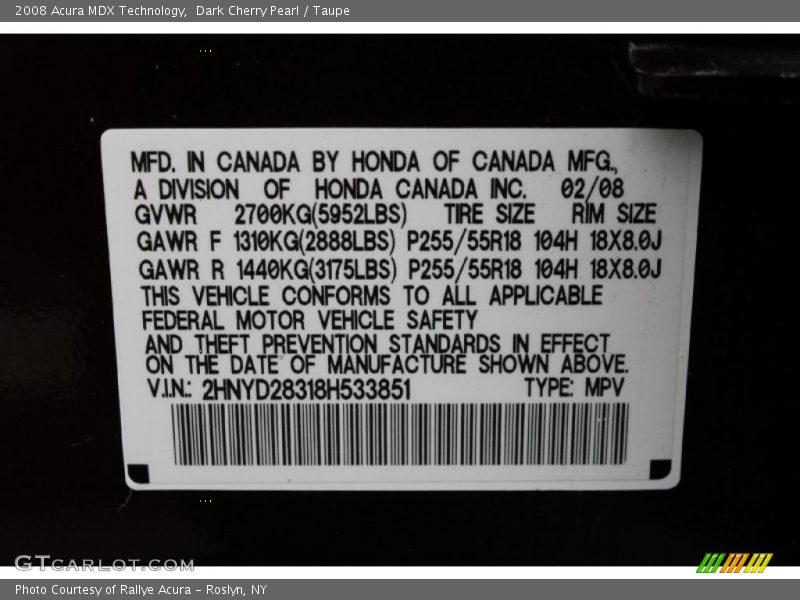 2008 Acura MDX Technology,  Dark Cherry Pearl / Taupe
MFD. IN CANADA BY HONDA OF CANADA MFG.,
A DIVISION OF HONDA CANADA INC. 02/08
GVWR 2700KG(5952LBS) TIRE SIZE RIM SIZE
GAWR F 1310KG(2888LBS) P255/55R18 104H 18X8.0J
GAWR R 1440KG(3175LBS) P255/55R18 104H 18X8.0J
THIS VEHICLE CONFORMS TO ALL APPLICABLE
FEDERAL MOTOR VEHICLE SAFETY
AND THEFT PREVENTION STANDARDS IN EFFECT
ON THE DATE OF MANUFACTURE SHOWN ABOVE.
V.I.N.: 2HNYD28318H533851 TYPE: MPV
GTCARLOT.COM
Photo Courtesy of Rallye Acura - Roslyn, NY